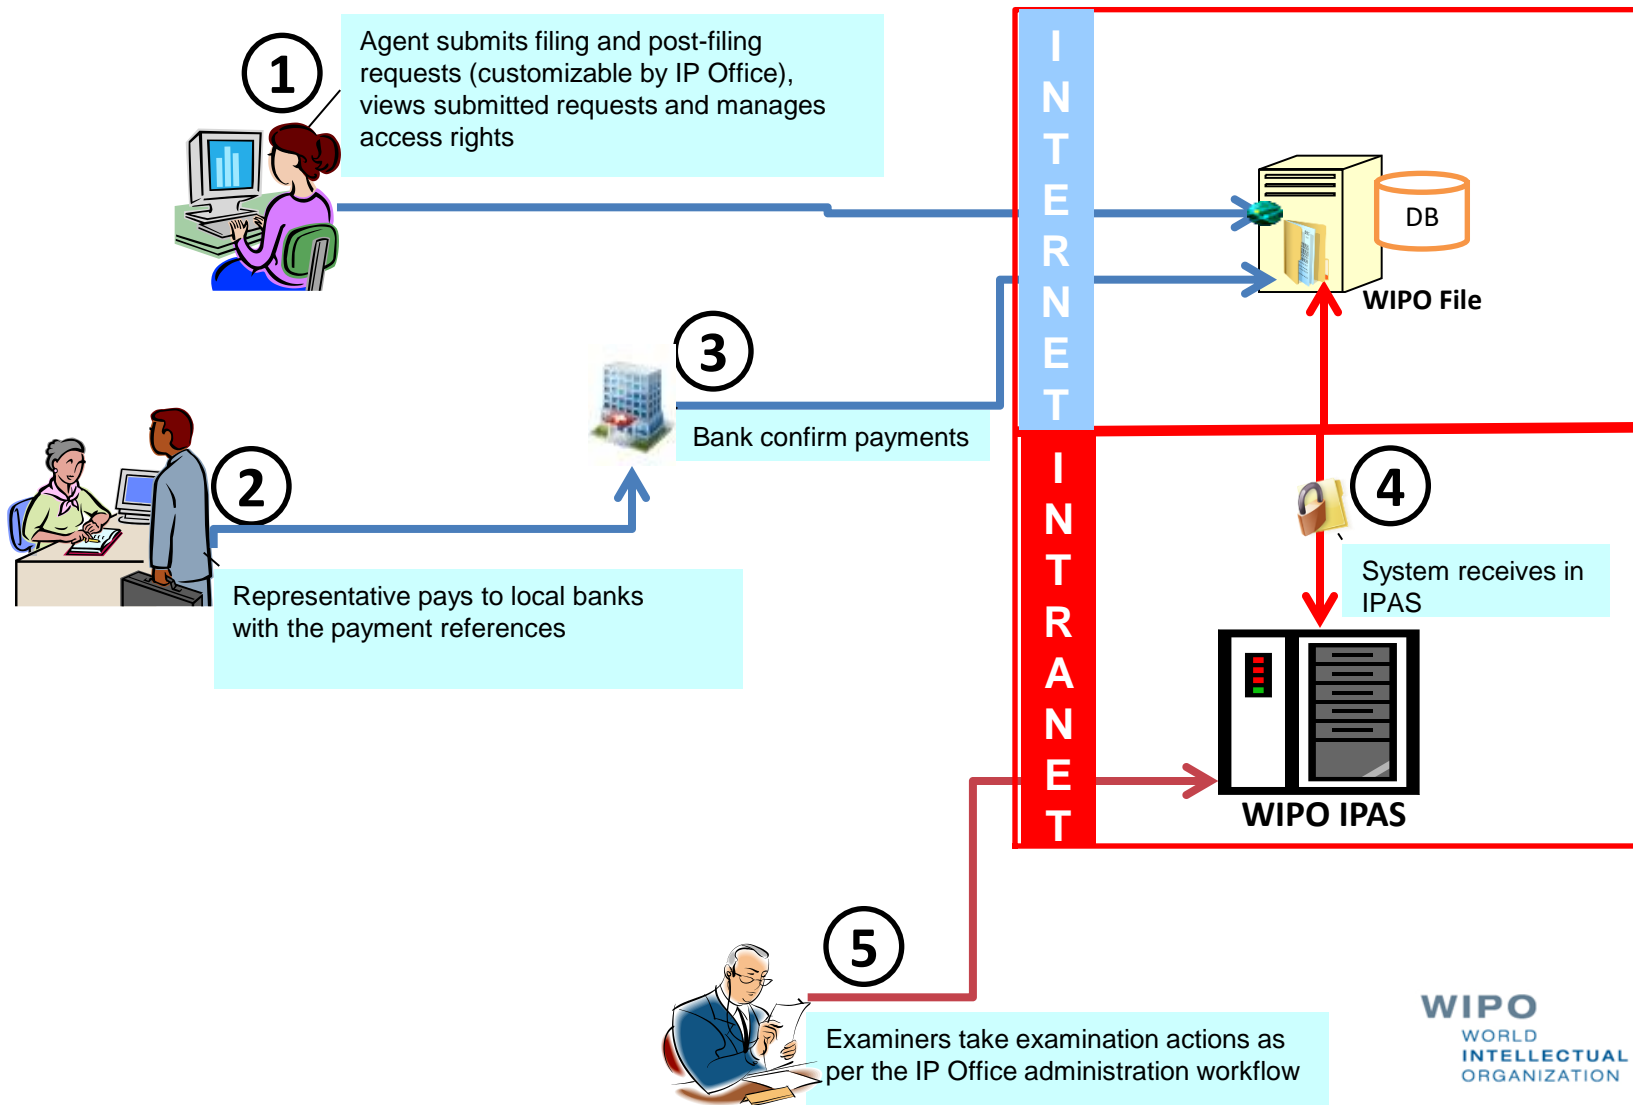 1
Agent submits filing and post-filing
requests (customizable by IP Office),
views submitted requests and manages
access rights
INTERNET
DB
WIPO File
3
Bank confirm payments
2
Representative pays to local banks
with the payment references
INTRANET
4
System receives in
IPAS
WIPO IPAS
5
Examiners take examination actions as
per the IP Office administration workflow
WIPO
WORLD
INTELLECTUAL
ORGANIZATION